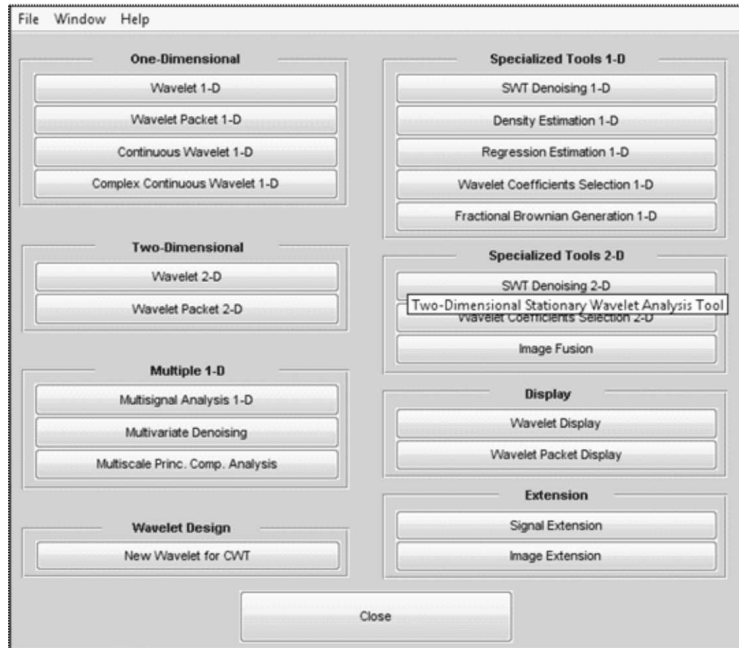 File Window Help
One-Dimensional
Wavelet 1-D
Wavelet Packet 1-D
Continuous Wavelet 1-D
Complex Continuous Wavelet 1-D
Two-Dimensional
Wavelet 2-D
Wavelet Packet 2-D
Multiple 1-D
Multisignal Analysis 1-D
Multivariate Denoising
Multiscale Princ. Comp. Analysis
Wavelet Design
New Wavelet for CWT
Specialized Tools 1-D
SWT Denoising 1-D
Density Estimation 1-D
Regression Estimation 1-D
Wavelet Coefficients Selection 1-D
Fractional Brownian Generation 1-D
Specialized Tools 2-D
SWT Denoising 2-D
Two-Dimensional Stationary Wavelet Analysis Tool
Wavelet Coefficients Selection 2-D
Image Fusion
Display
Wavelet Display
Wavelet Packet Display
Extension
Signal Extension
Image Extension
Close